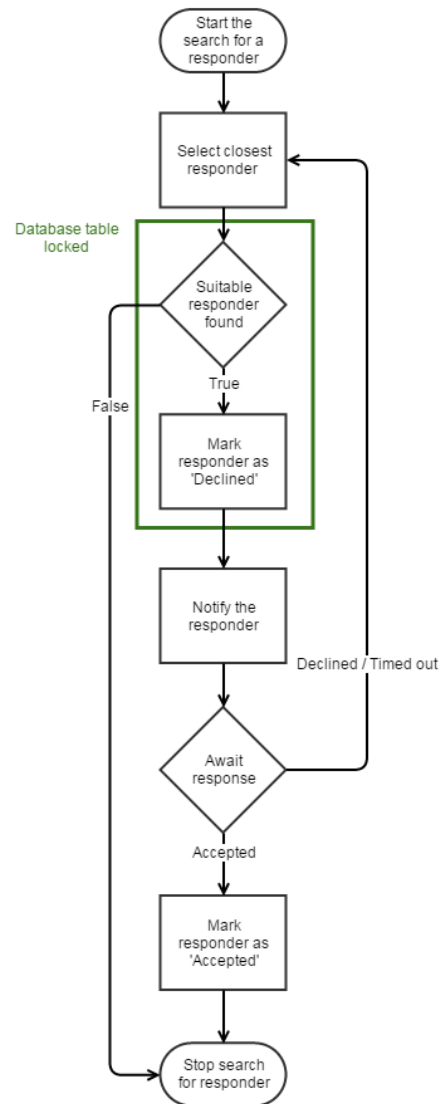 Start the
search for a
responder
Select closest
responder
Database table
locked
Suitable
responder
found
True
False
Mark
responder as
'Declined'
Notify the
responder
Declined / Timed out
Await
response
Accepted
Mark
responder as
'Accepted'
Stop search
for responder